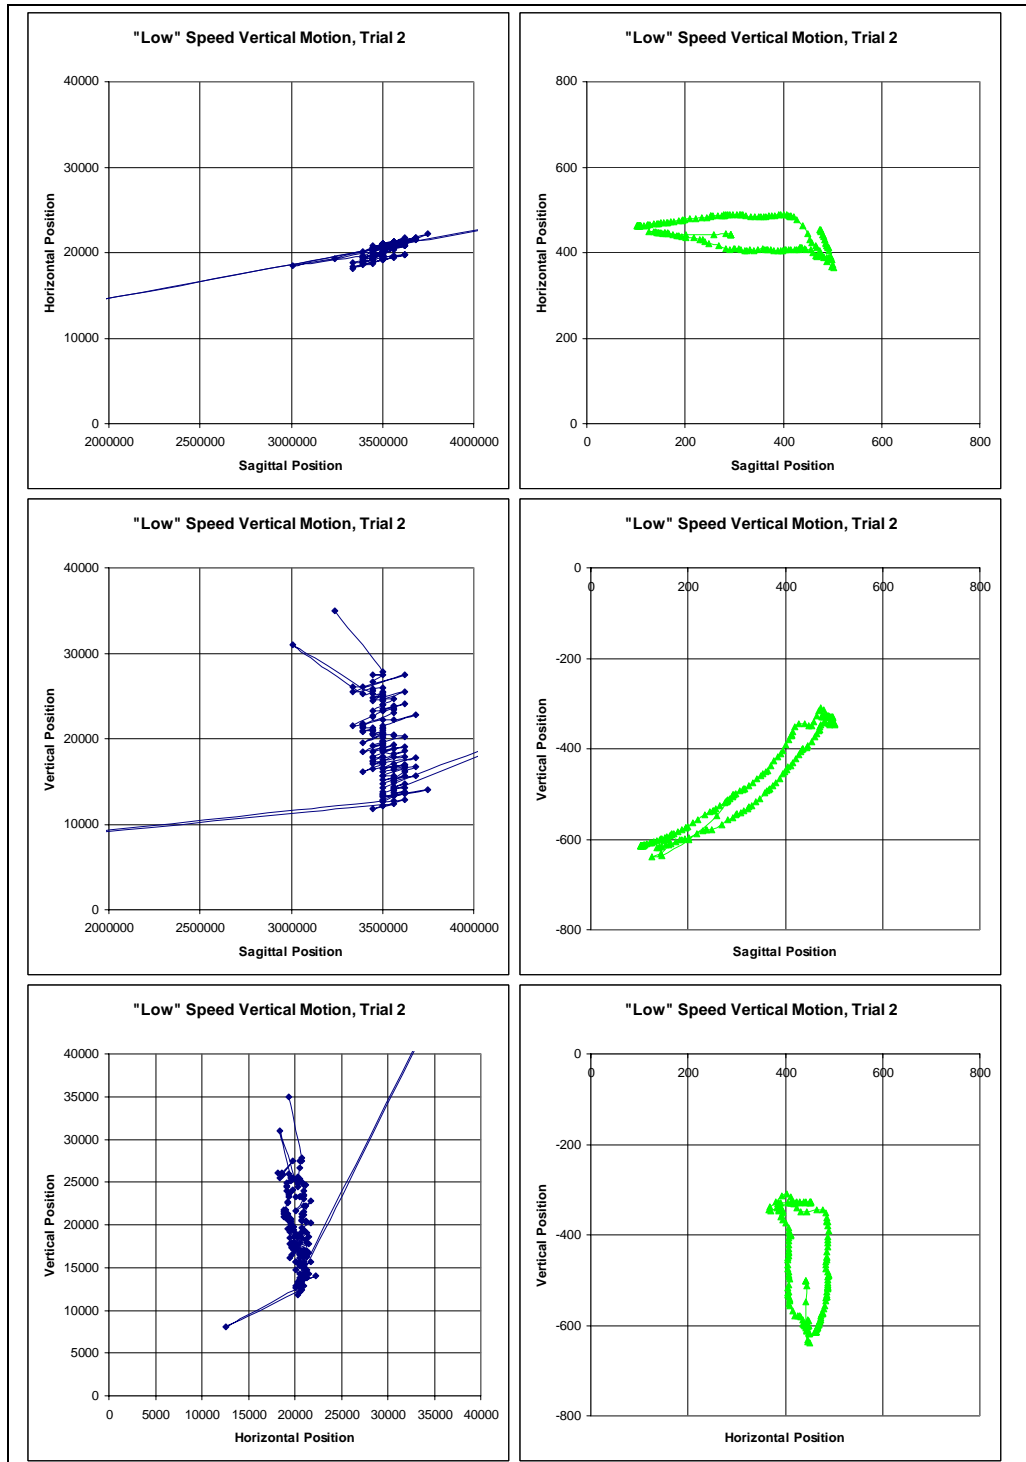 "Low" Speed Vertical Motion, Trial 2
40000
30000
20000
10000
0
2000000 2500000 3000000 3500000 4000000
Horizontal Position
Sagittal Position
"Low" Speed Vertical Motion, Trial 2
800
600
400
200
0
0 200 400 600 800
Horizontal Position
Sagittal Position
"Low" Speed Vertical Motion, Trial 2
40000
30000
20000
10000
0
2000000 2500000 3000000 3500000 4000000
Vertical Position
Sagittal Position
"Low" Speed Vertical Motion, Trial 2
0
-200
-400
-600
-800
0 200 400 600 800
Vertical Position
Sagittal Position
"Low" Speed Vertical Motion, Trial 2
40000
35000
30000
25000
20000
15000
10000
5000
0
0 5000 10000 15000 20000 25000 30000 35000 40000
Vertical Position
Horizontal Position
"Low" Speed Vertical Motion, Trial 2
0
-200
-400
-600
-800
0 200 400 600 800
Vertical Position
Horizontal Position